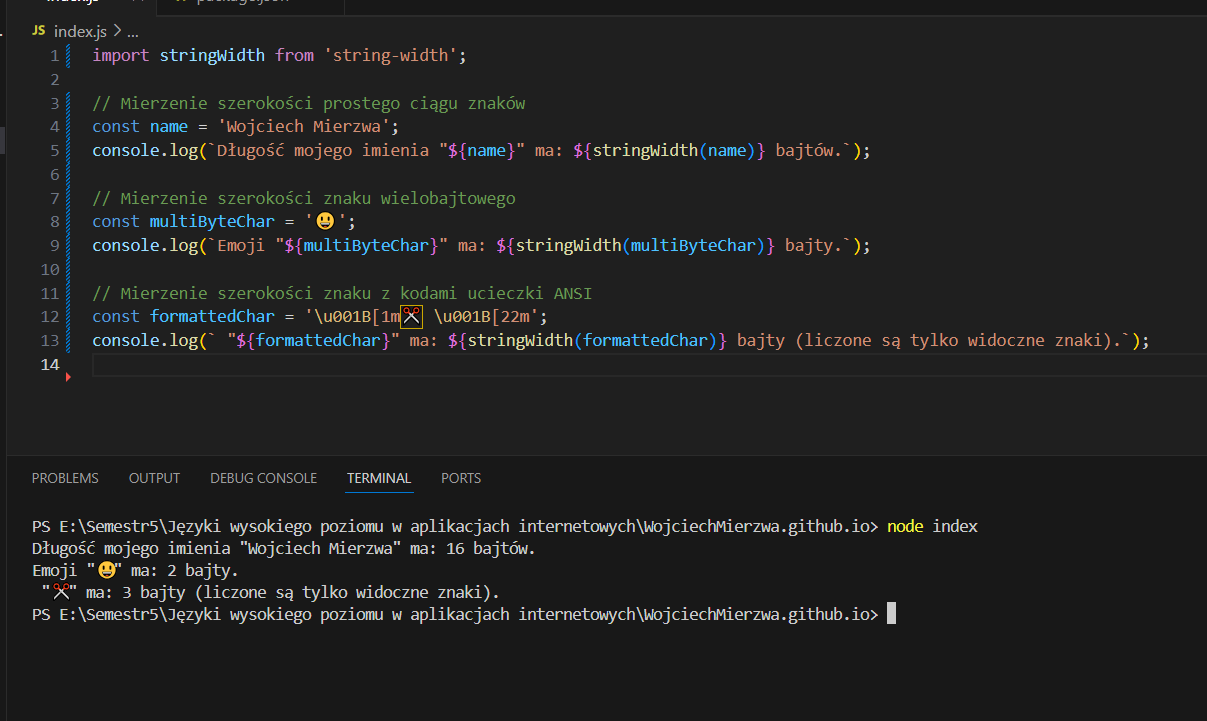 index.js package.json
JS index.js > ...
1 import stringWidth from 'string-width';
2
3 // Mierzenie szerokości prostego ciągu znaków
4 const name = 'Wojciech Mierzwa';
5 console.log(`Długość mojego imienia "${name}" ma: ${stringWidth(name)} bajtów.`);
6
7 // Mierzenie szerokości znaku wielobajtowego
8 const multiByteChar = '😃';
9 console.log(`Emoji "${multiByteChar}" ma: ${stringWidth(multiByteChar)} bajty.`);
10
11 // Mierzenie szerokości znaku z kodami ucieczki ANSI
12 const formattedChar = '\u001B[1m✂️ \u001B[22m';
13 console.log(` "${formattedChar}" ma: ${stringWidth(formattedChar)} bajty (liczone są tylko widoczne znaki).`);
14
PROBLEMS OUTPUT DEBUG CONSOLE TERMINAL PORTS
PS E:\Semestr5\Języki wysokiego poziomu w aplikacjach internetowych\WojciechMierzwa.github.io> node index
Długość mojego imienia "Wojciech Mierzwa" ma: 16 bajtów.
Emoji "😃" ma: 2 bajty.
"✂️" ma: 3 bajty (liczone są tylko widoczne znaki).
PS E:\Semestr5\Języki wysokiego poziomu w aplikacjach internetowych\WojciechMierzwa.github.io>